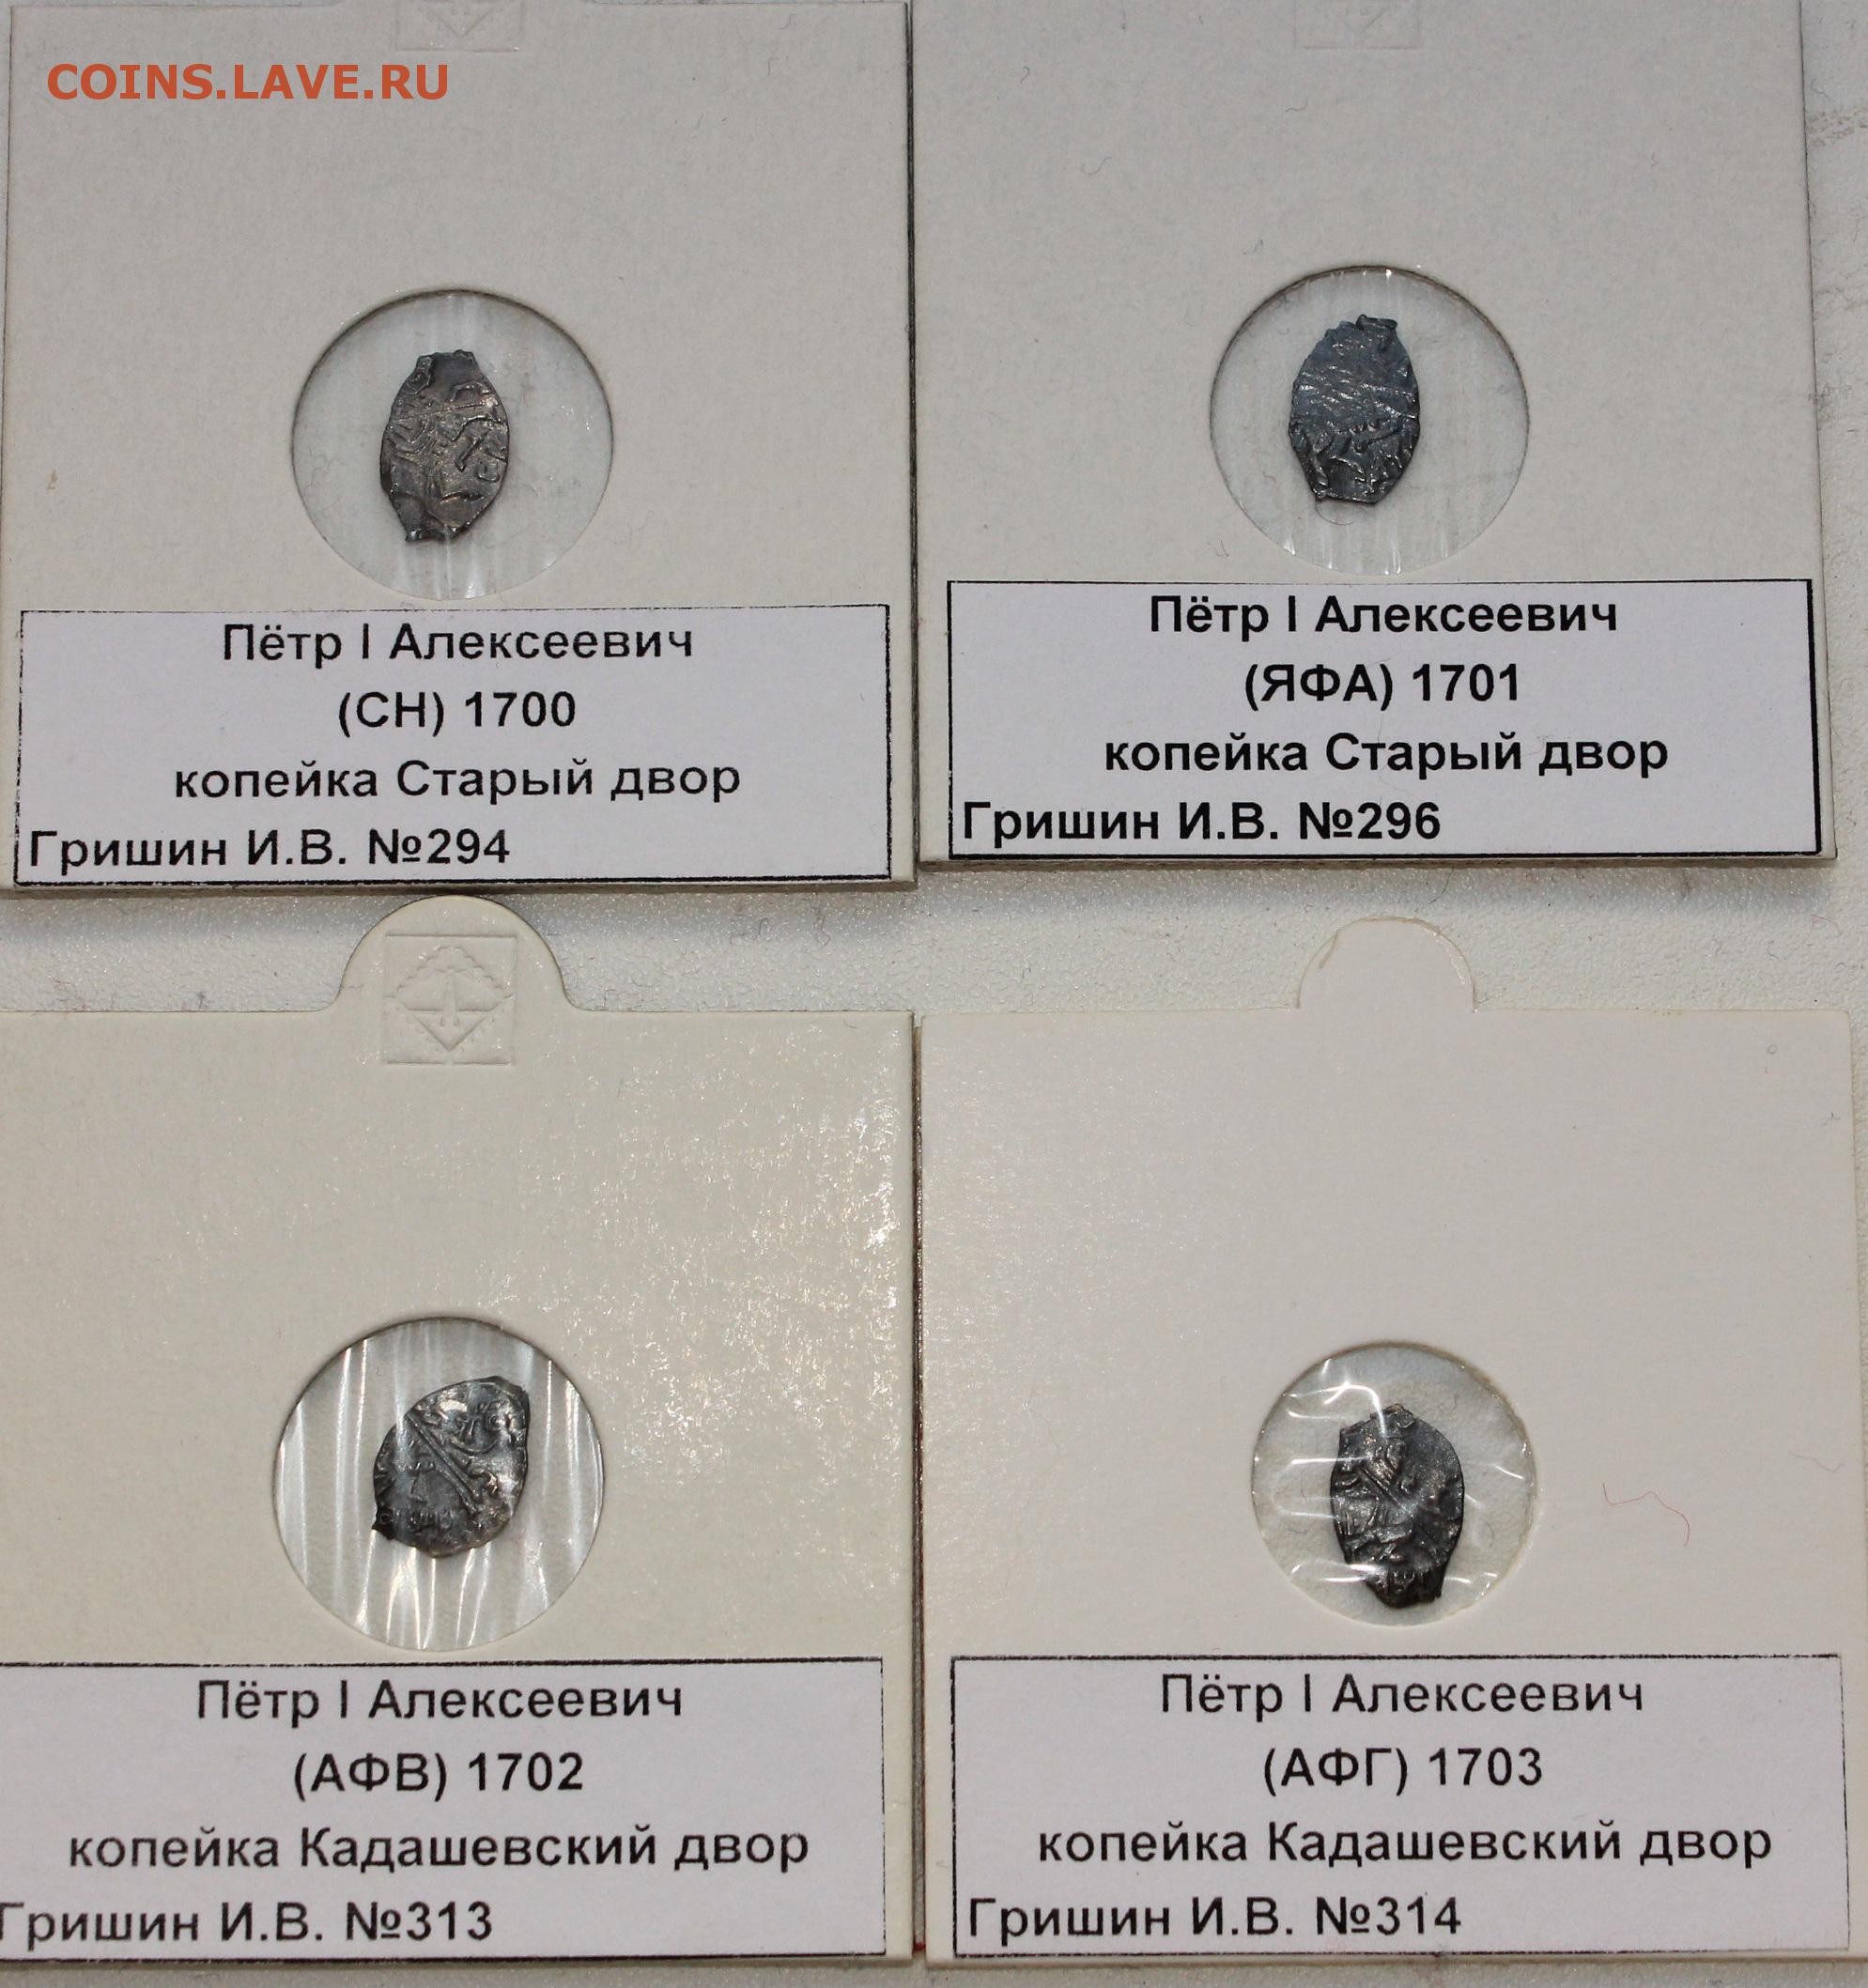 COINS.LAVE.RU
Пётр I Алексеевич
(СН) 1700
копейка Старый двор
Гришин И.В. №294
Пётр I Алексеевич
(ЯФА) 1701
копейка Старый двор
Гришин И.В. №296
Пётр I Алексеевич
(АФВ) 1702
копейка Кадашевский двор
Гришин И.В. №313
Пётр I Алексеевич
(АФГ) 1703
копейка Кадашевский двор
Гришин И.В. №314